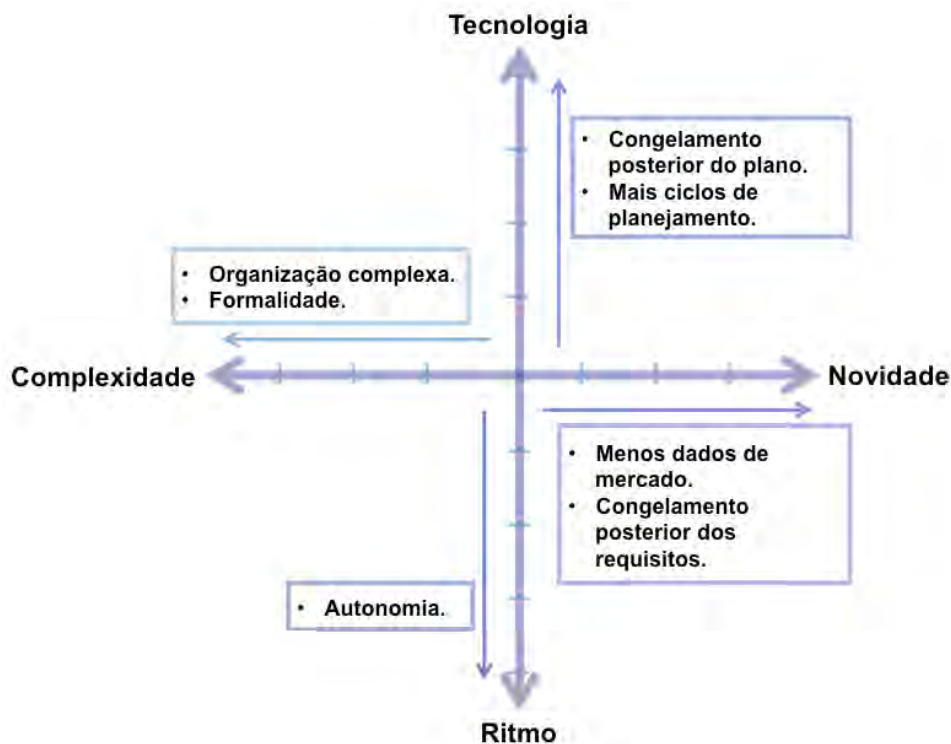 Tecnologia
• Congelamento
posterior do plano.
• Mais ciclos de
planejamento.
• Organização complexa.
• Formalidade.
Complexidade
Novidade
• Menos dados de
mercado.
• Congelamento
posterior dos
requisitos.
• Autonomia.
Ritmo